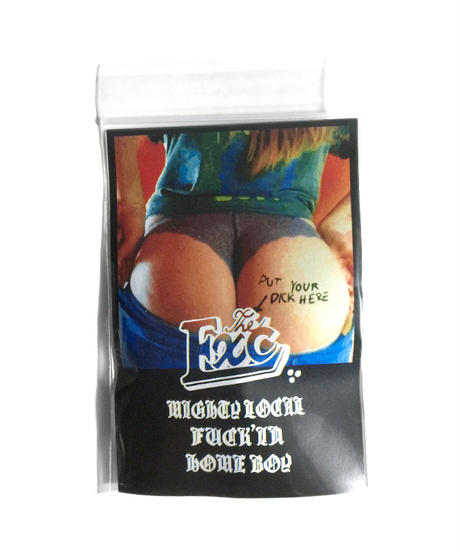 PUT YOUR
DICK HERE
The
Exc
MIGHTY LOCAL
FUCK'IN
HOME BOY